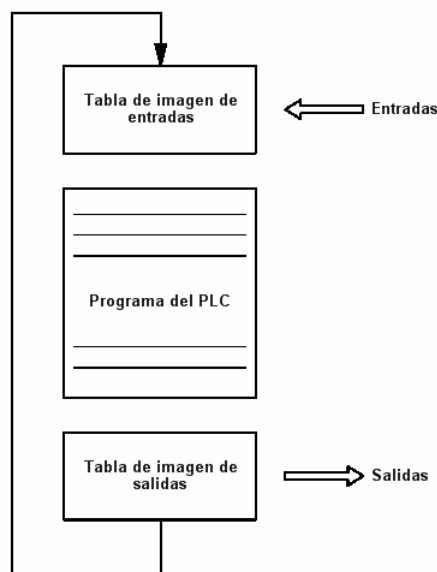 Tabla de imagen de
entradas
Entradas
Programa del PLC
Tabla de imagen de
salidas
Salidas